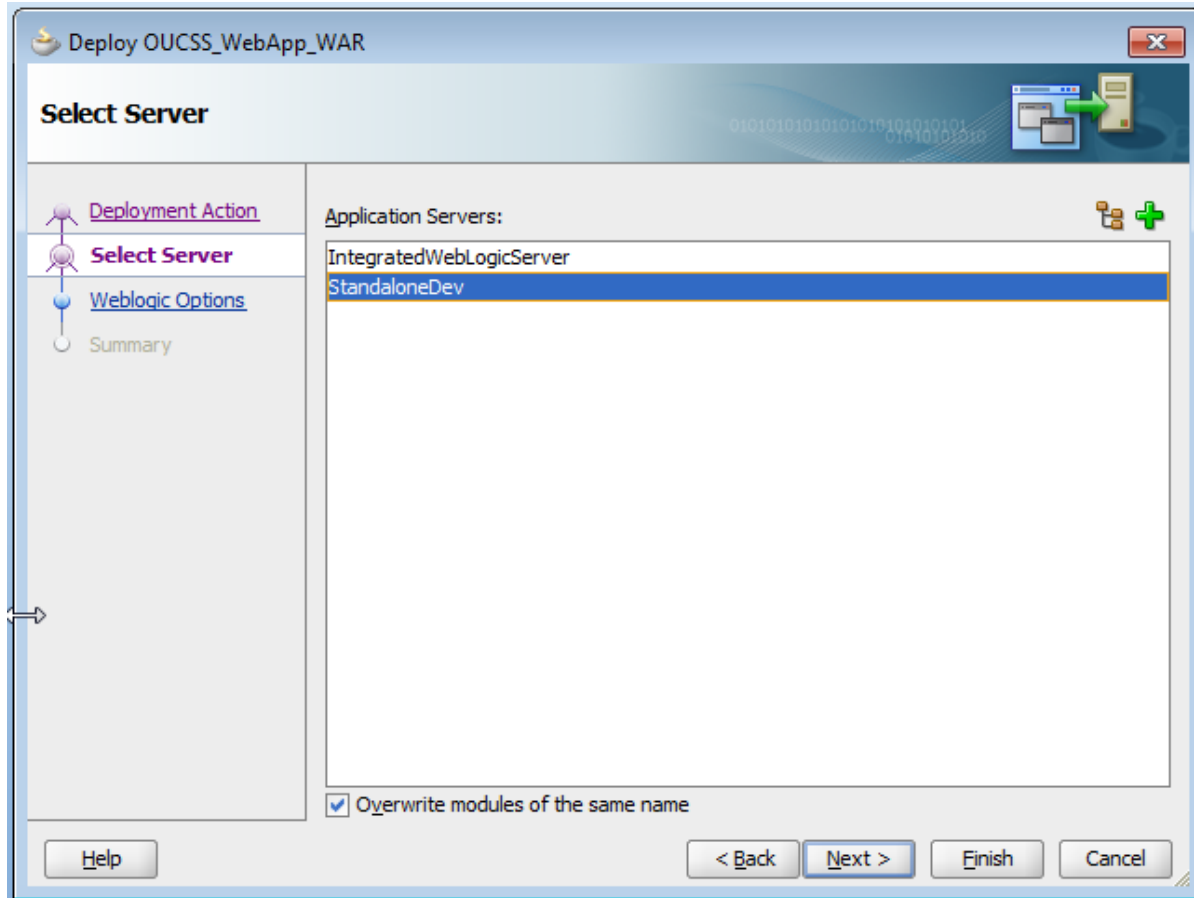 Deploy OUCSS_WebApp_WAR
Select Server
Deployment Action
Select Server
Weblogic Options
Summary
Application Servers:
IntegratedWebLogicServer
StandaloneDev
Overwrite modules of the same name
Help
< Back
Next >
Finish
Cancel